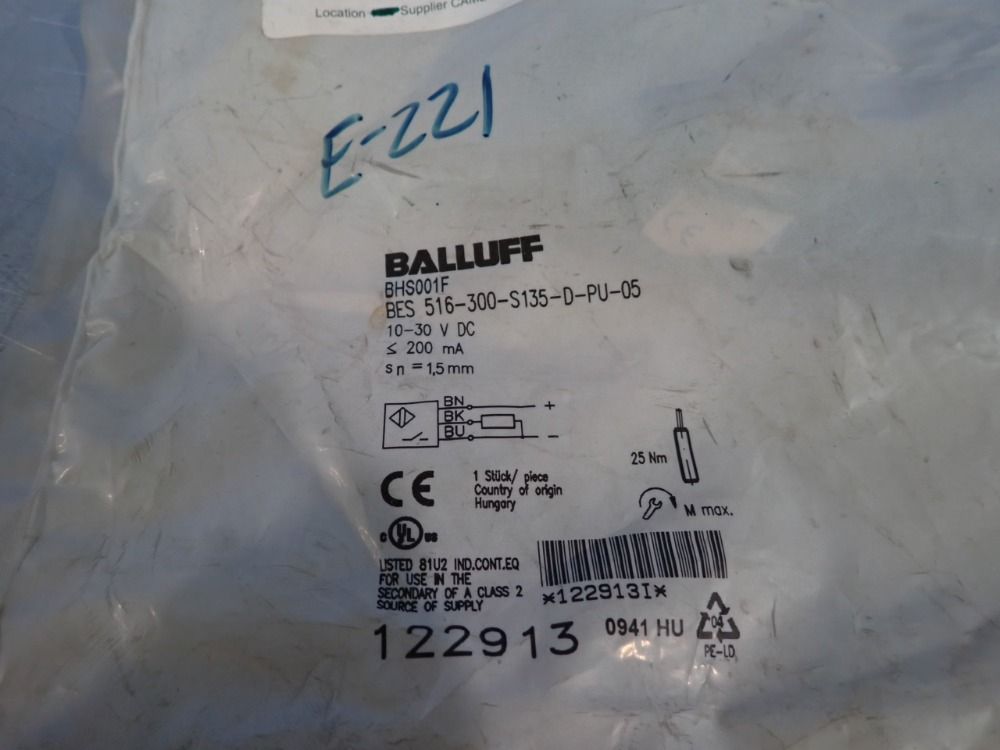 Location Supplier
E-221
BALLUFF
BHS001F
BES 516-300-S135-D-PU-05
10-30 V DC
≤ 200 mA
sn = 1,5 mm
BN +
BK
BU -
25 Nm
M max.
CE
1 Stück/ piece
Country of origin
Hungary
c UL us
LISTED 81U2 IND.CONT.EQ
FOR USE IN THE
SECONDARY OF A CLASS 2
SOURCE OF SUPPLY
*122913I*
122913
0941 HU
04
PE-LD